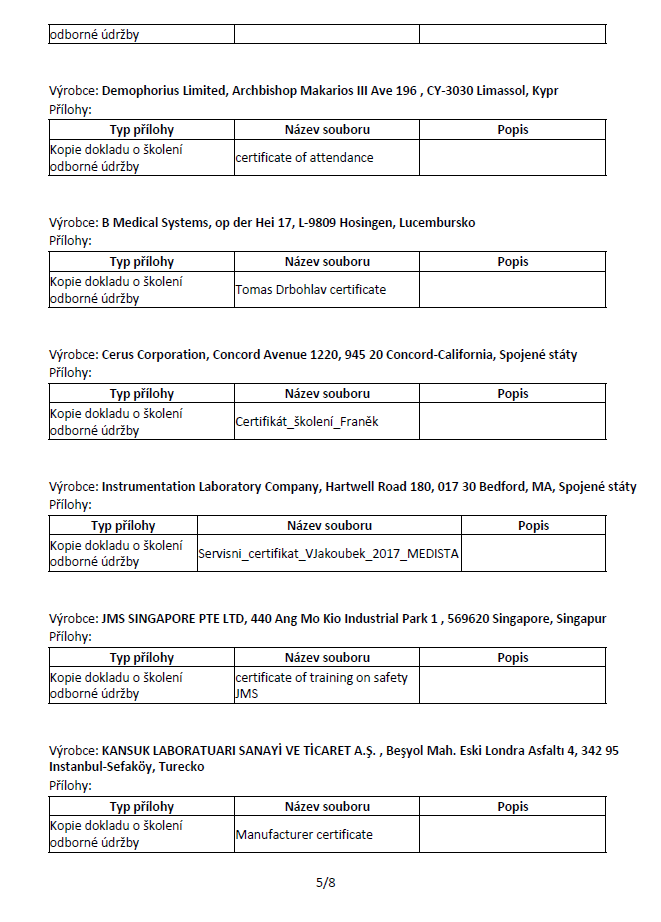 odborné údržby
Výrobce: Demophorius Limited, Archbishop Makarios III Ave 196 , CY-3030 Limassol, Kypr
Přílohy:
Typ přílohy Název souboru Popis
Kopie dokladu o školení
odborné údržby certificate of attendance
Výrobce: B Medical Systems, op der Hei 17, L-9809 Hosingen, Lucembursko
Přílohy:
Typ přílohy Název souboru Popis
Kopie dokladu o školení
odborné údržby Tomas Drbohlav certificate
Výrobce: Cerus Corporation, Concord Avenue 1220, 945 20 Concord-California, Spojené státy
Přílohy:
Typ přílohy Název souboru Popis
Kopie dokladu o školení
odborné údržby Certifikát_školení_Franěk
Výrobce: Instrumentation Laboratory Company, Hartwell Road 180, 017 30 Bedford, MA, Spojené státy
Přílohy:
Typ přílohy Název souboru Popis
Kopie dokladu o školení
odborné údržby Servisni_certifikat_VJakoubek_2017_MEDISTA
Výrobce: JMS SINGAPORE PTE LTD, 440 Ang Mo Kio Industrial Park 1 , 569620 Singapore, Singapur
Přílohy:
Typ přílohy Název souboru Popis
Kopie dokladu o školení certificate of training on safety
odborné údržby JMS
Výrobce: KANSUK LABORATUARI SANAYİ VE TİCARET A.Ş. , Beşyol Mah. Eski Londra Asfaltı 4, 342 95
Instanbul-Sefaköy, Turecko
Přílohy:
Typ přílohy Název souboru Popis
Kopie dokladu o školení
odborné údržby Manufacturer certificate
5/8